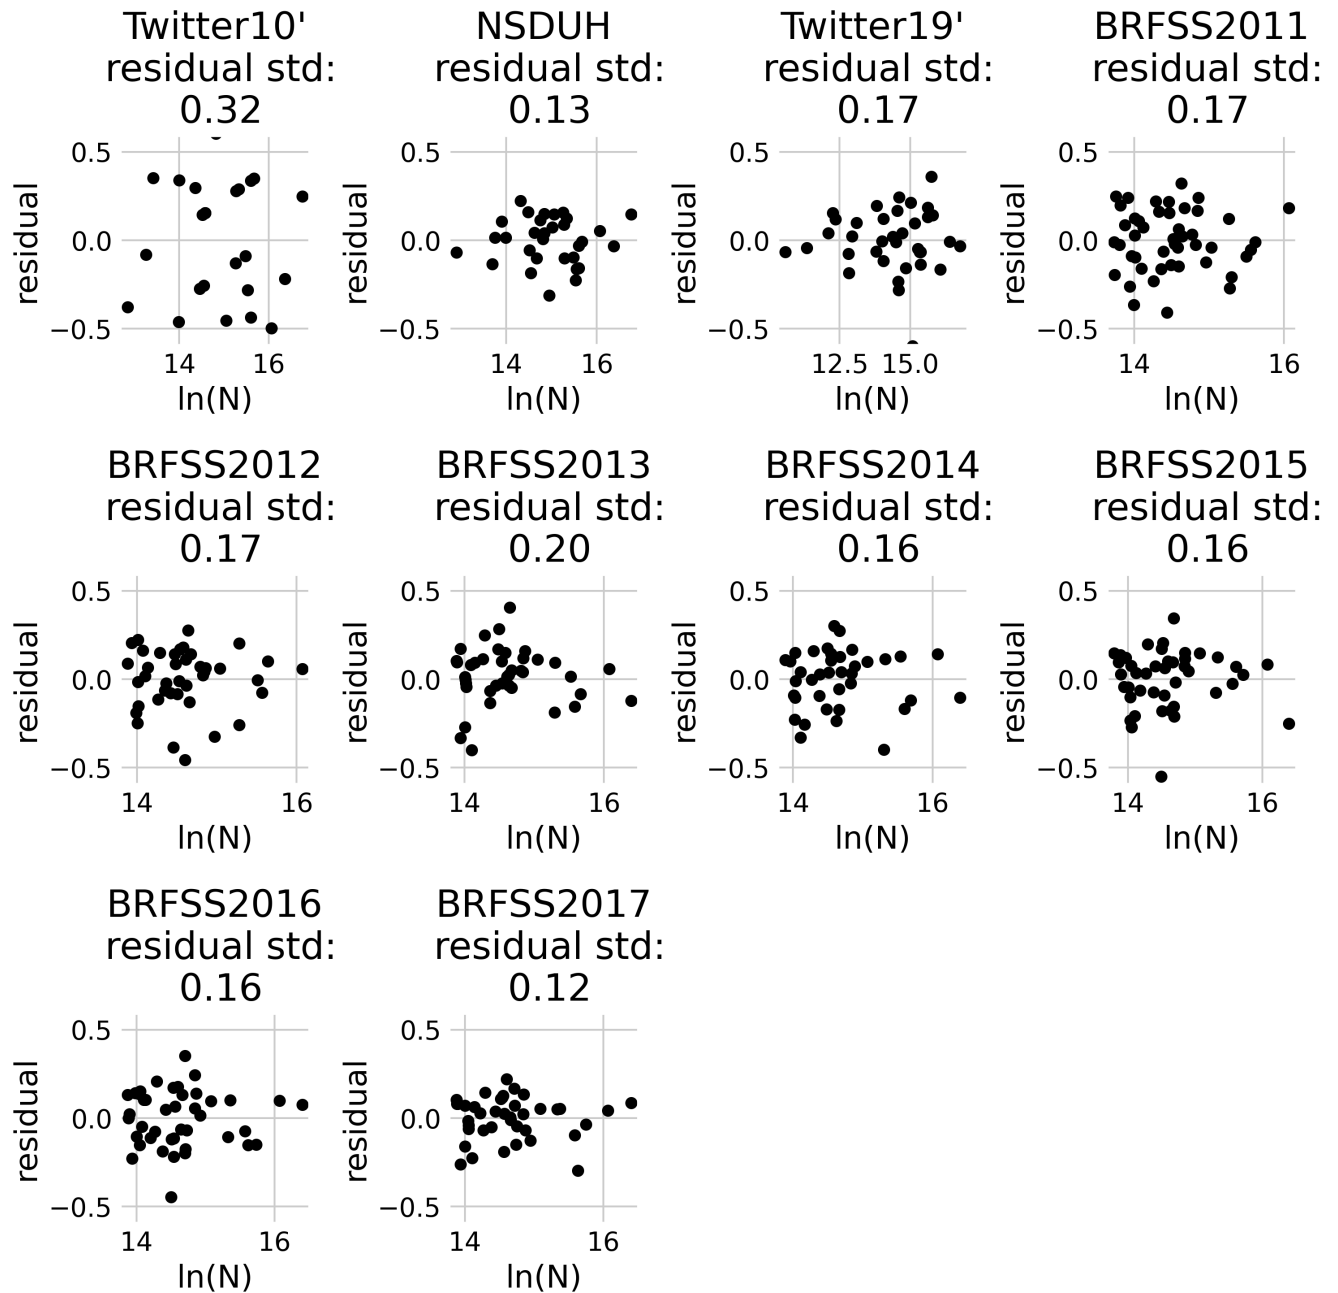 Twitter10' NSDUH Twitter19' BRFSS2011
residual std: residual std: residual std: residual std:
0.32 0.13 0.17 0.17
0.5 0.5 0.5 0.5
residual residual residual residual
0.0 0.0 0.0 0.0
−0.5 −0.5 −0.5 −0.5
14 16 14 16 12.5 15.0 14 16
ln(N) ln(N) ln(N) ln(N)
BRFSS2012 BRFSS2013 BRFSS2014 BRFSS2015
residual std: residual std: residual std: residual std:
0.17 0.20 0.16 0.16
0.5 0.5 0.5 0.5
residual residual residual residual
0.0 0.0 0.0 0.0
−0.5 −0.5 −0.5 −0.5
14 16 14 16 14 16 14 16
ln(N) ln(N) ln(N) ln(N)
BRFSS2016 BRFSS2017
residual std: residual std:
0.16 0.12
0.5 0.5
residual residual
0.0 0.0
−0.5 −0.5
14 16 14 16
ln(N) ln(N)